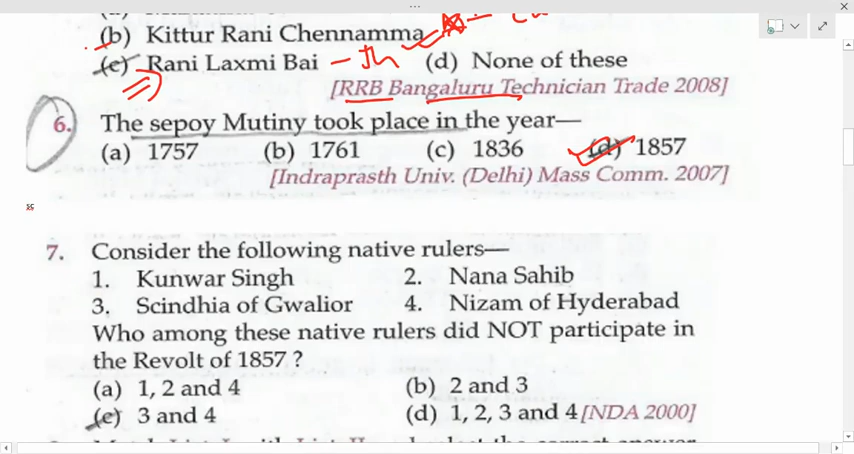 (b) Kittur Rani Chennamma
(c) Rani Laxmi Bai (d) None of these
[RRB Bangaluru Technician Trade 2008]
6. The sepoy Mutiny took place in the year—
(a) 1757 (b) 1761 (c) 1836 (d) 1857
[Indraprasth Univ. (Delhi) Mass Comm. 2007]
7. Consider the following native rulers—
1. Kunwar Singh 2. Nana Sahib
3. Scindhia of Gwalior 4. Nizam of Hyderabad
Who among these native rulers did NOT participate in
the Revolt of 1857 ?
(a) 1, 2 and 4 (b) 2 and 3
(c) 3 and 4 (d) 1, 2, 3 and 4 [NDA 2000]